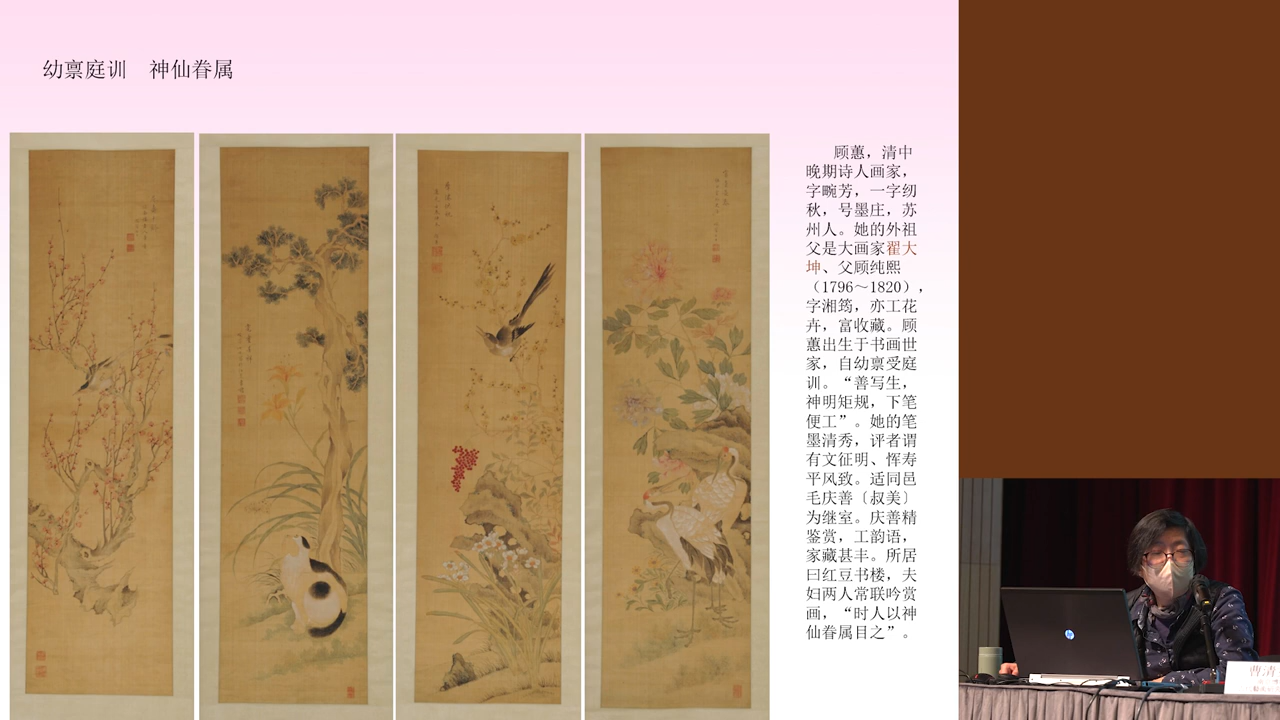 幼禀庭训　神仙眷属
顾蕙，清中
晚期诗人画家，
字畹芳，一字纫
秋，号墨庄，苏
州人。她的外祖
父是大画家翟大
坤、父顾纯熙
（1796～1820），
字湘筠，亦工花
卉，富收藏。顾
蕙出生于书画世
家，自幼禀受庭
训。“善写生，
神明矩规，下笔
便工”。她的笔
墨清秀，评者谓
有文征明、恽寿
平风致。适同邑
毛庆善〔叔美〕
为继室。庆善精
鉴赏，工韵语，
家藏甚丰。所居
曰红豆书楼，夫
妇两人常联吟赏
画，“时人以神
仙眷属目之”。
曹清